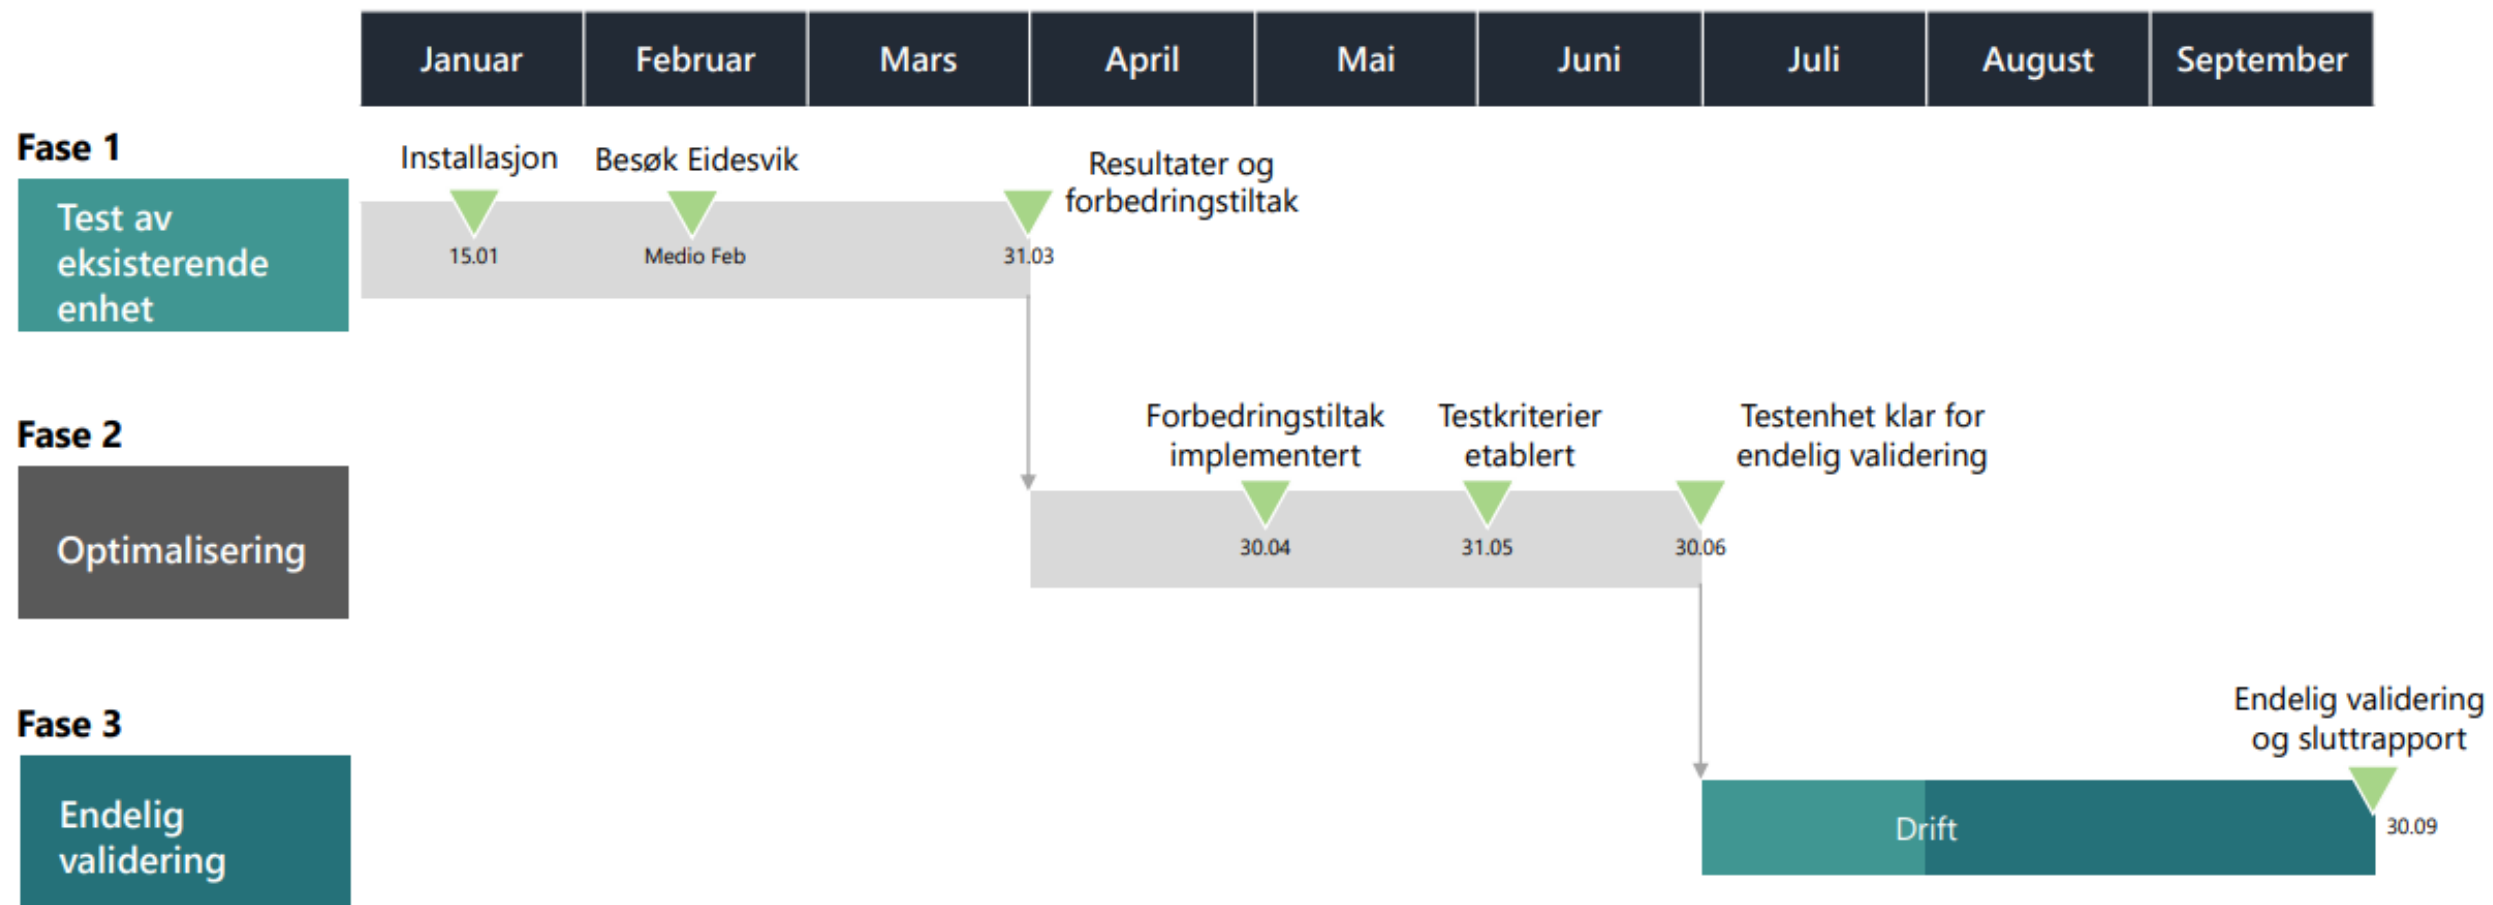 Januar Februar Mars April Mai Juni Juli August September
Fase 1
Test av
eksisterende
enhet
Installasjon
15.01
Besøk Eidesvik
Medio Feb
Resultater og
forbedringstiltak
31.03
Fase 2
Optimalisering
Forbedringstiltak
implementert
30.04
Testkriterier
etablert
31.05
Testenhet klar for
endelig validering
30.06
Fase 3
Endelig
validering
Drift
Endelig validering
og sluttrapport
30.09